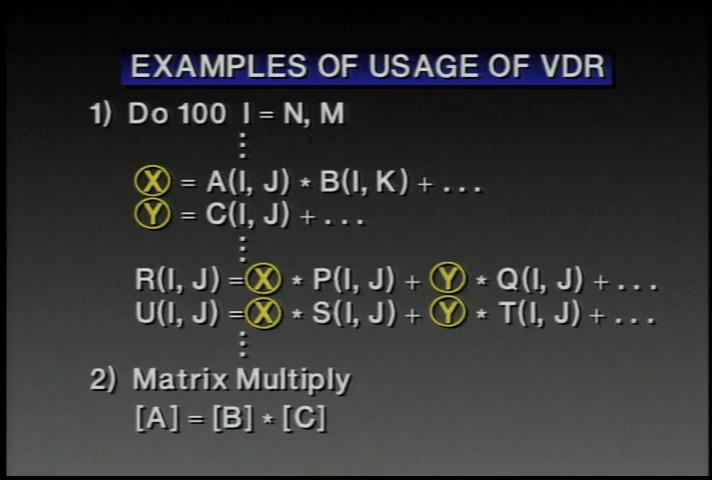 EXAMPLES OF USAGE OF VDR
1) Do 100 I = N, M
⋮
X = A(I, J) * B(I, K) + . . .
Y = C(I, J) + . . .
⋮
R(I, J) = X * P(I, J) + Y * Q(I, J) + . . .
U(I, J) = X * S(I, J) + Y * T(I, J) + . . .
⋮
2) Matrix Multiply
[A] = [B] * [C]